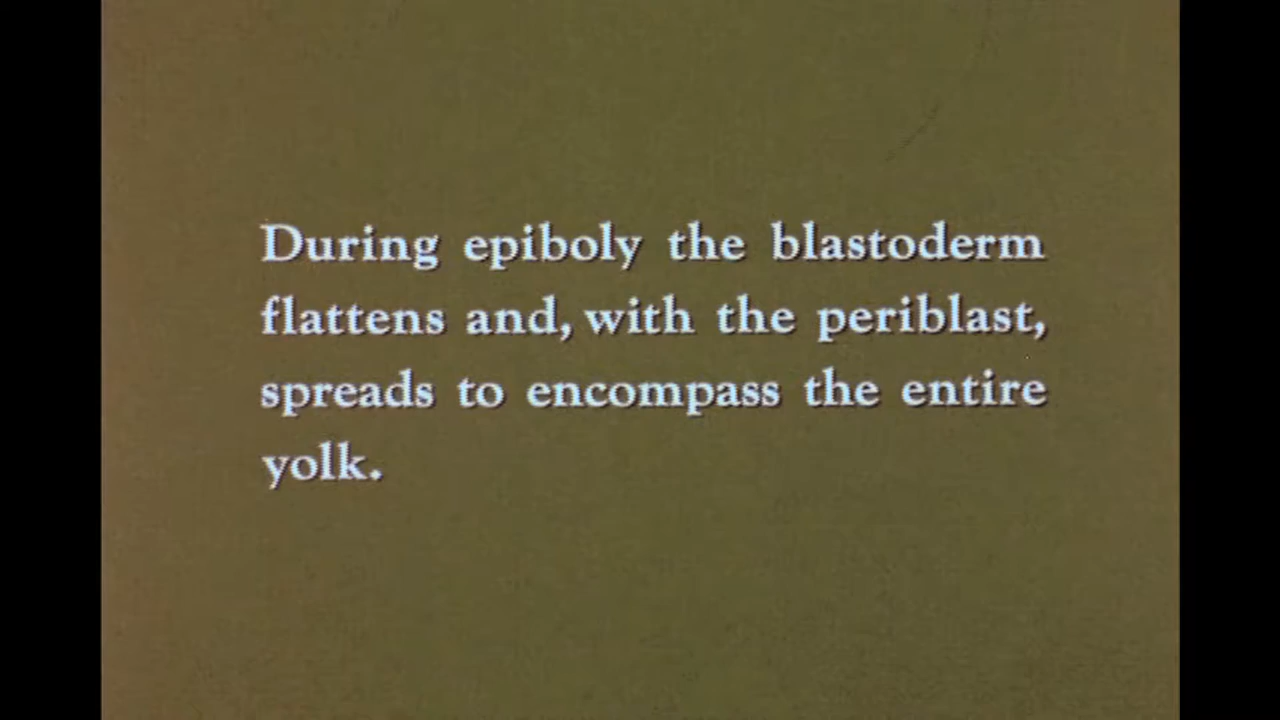 During epiboly the blastoderm
flattens and, with the periblast,
spreads to encompass the entire
yolk.